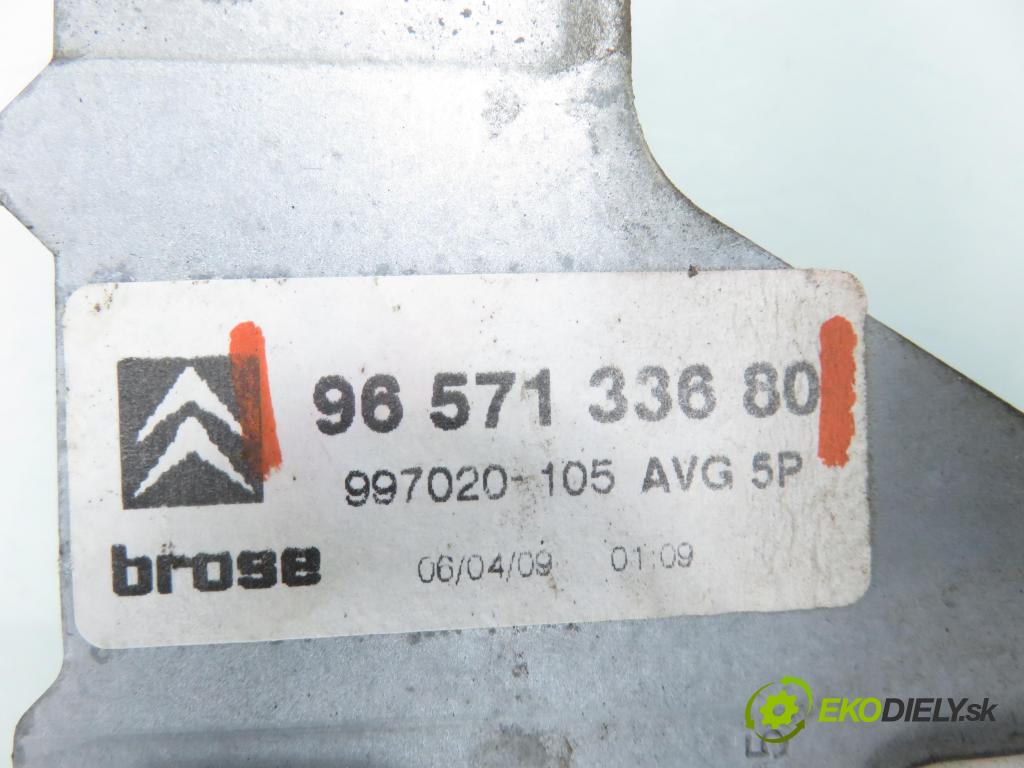 96 571 336 80
997020-105 AVG 5P
brose 06/04/09 01:09
EKODIELY.sk